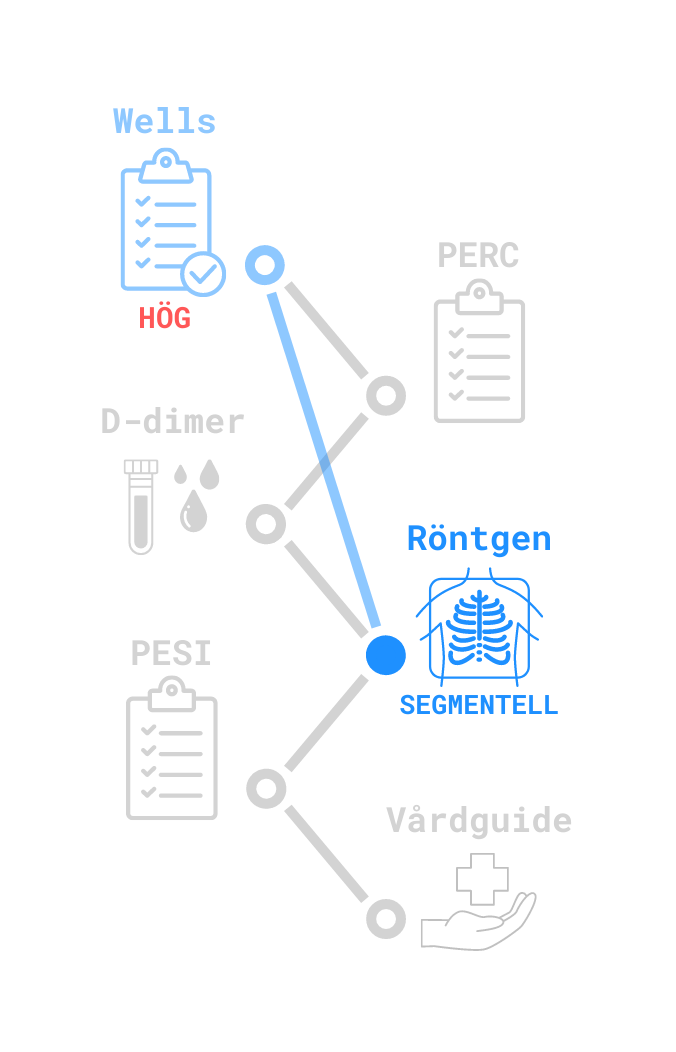 Wells
HÖG
PERC
D-dimer
Röntgen
SEGMENTELL
PESI
Vårdguide